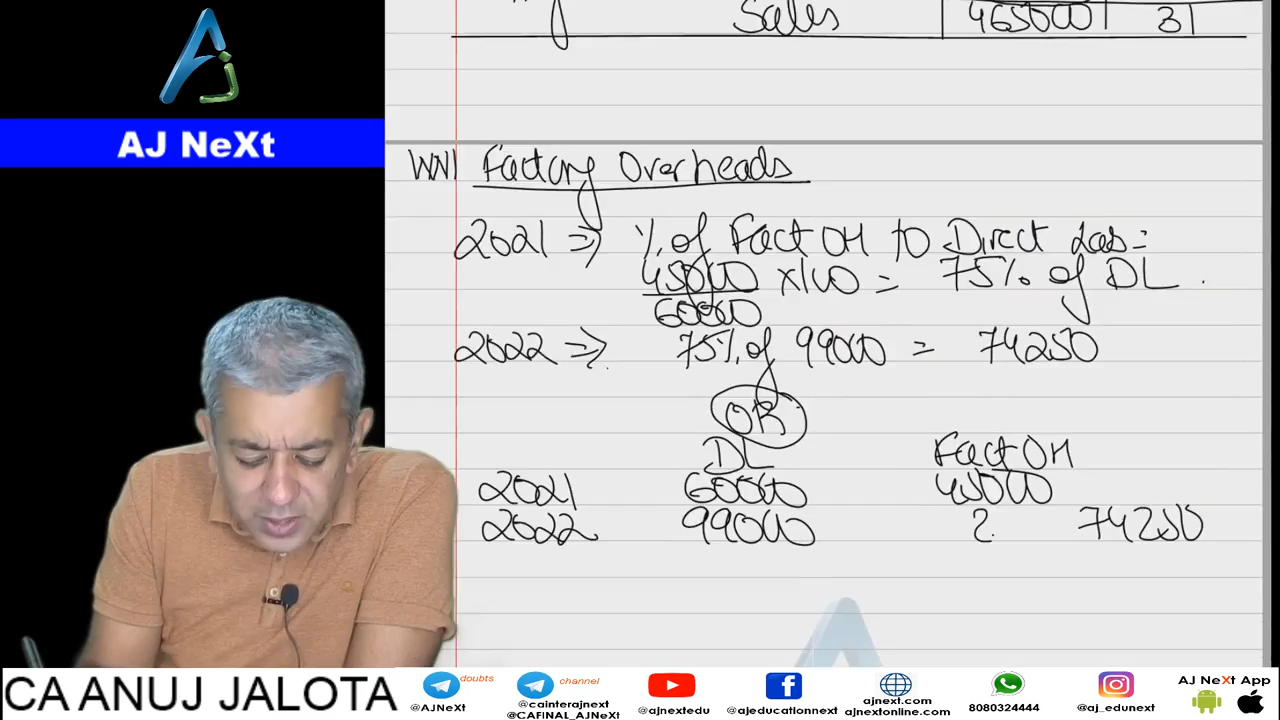 Sales 465000 31
AJ NeXt
WN1 Factory Overheads
2021 ⇒ % of Fact OH to Direct Lab =
45000 x100 = 75% of DL.
60000
2022 ⇒ 75% of 99000 = 74250
OR
DL Fact OH
2021 60000 45000
2022 99000 ? 74250
CA ANUJ JALOTA
doubts
@AJNeXt
channel
@cainterajnext
@CAFINAL_AJNeXt
@ajnextedu
@ajeducationnext
ajnext.com
ajnextonline.com
8080324444
@aj_edunext
AJ NeXt App